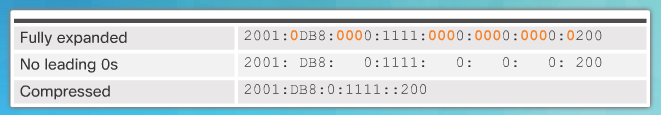 Fully expanded 2001:0DB8:0000:1111:0000:0000:0000:0200
No leading 0s 2001: DB8:   0:1111:   0:   0:   0: 200
Compressed 2001:DB8:0:1111::200